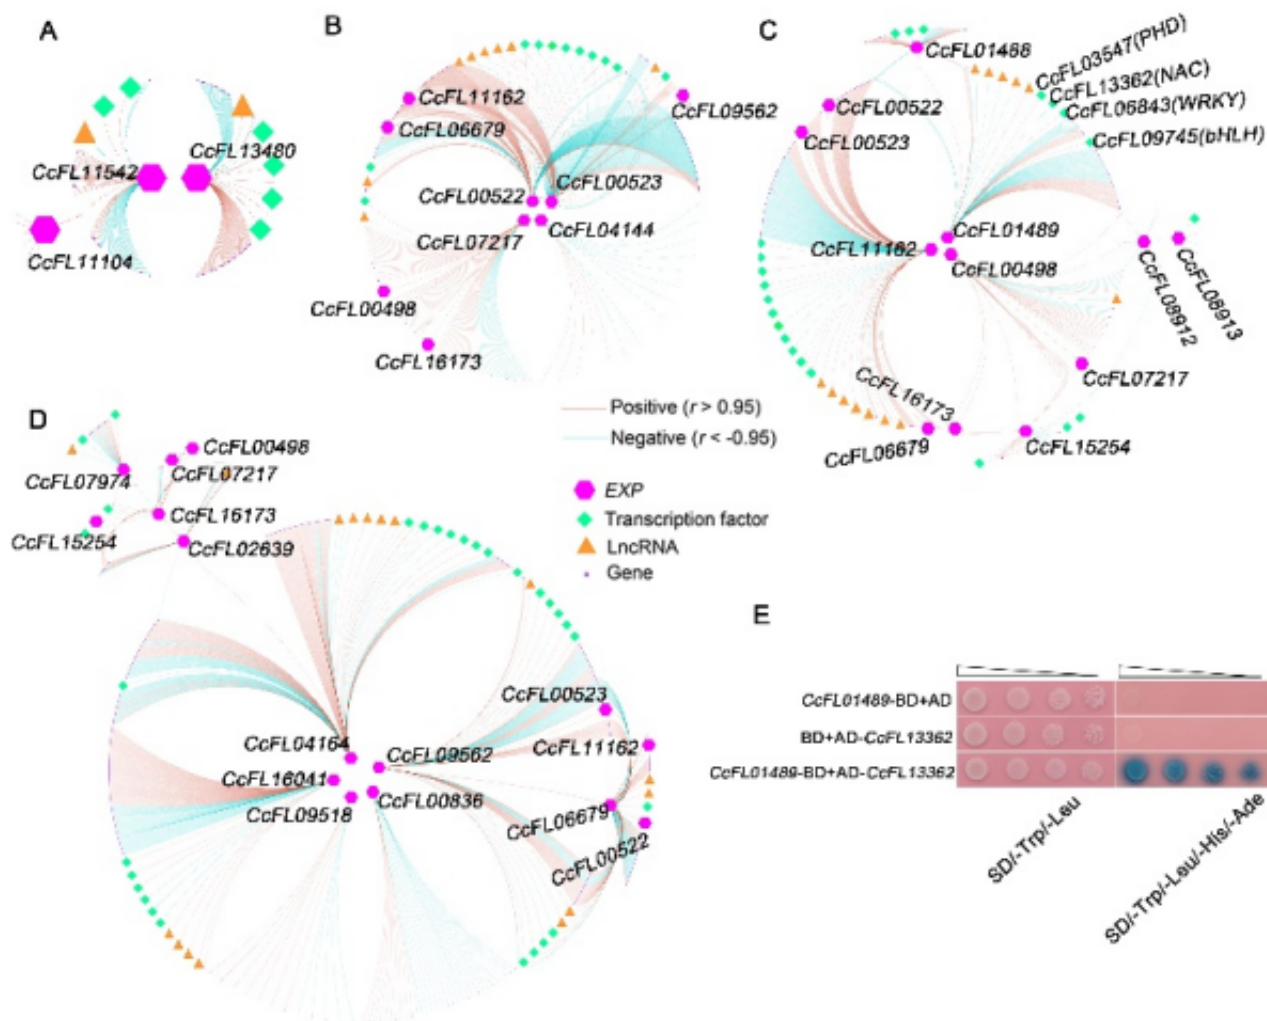 A
CcFL11542
CcFL13480
CcFL11104
B
CcFL11162
CcFL06679
CcFL09562
CcFL00522
CcFL00523
CcFL07217
CcFL04144
CcFL00498
CcFL16173
C
CcFL01488
CcFL03547(PHD)
CcFL13362(NAC)
CcFL06843(WRKY)
CcFL09745(bHLH)
CcFL00522
CcFL00523
CcFL01489
CcFL11162
CcFL00498
CcFL08912
CcFL08913
CcFL07217
CcFL16173
CcFL06679
CcFL15254
Positive (r > 0.95)
Negative (r < -0.95)
EXP
Transcription factor
LncRNA
Gene
D
CcFL00498
CcFL07974
CcFL07217
CcFL16173
CcFL15254
CcFL02639
CcFL00523
CcFL04164
CcFL09562
CcFL11162
CcFL16041
CcFL09518
CcFL00836
CcFL06679
CcFL00522
E
CcFL01489-BD+AD
BD+AD-CcFL13362
CcFL01489-BD+AD-CcFL13362
SD/-Trp/-Leu
SD/-Trp/-Leu/-His/-Ade